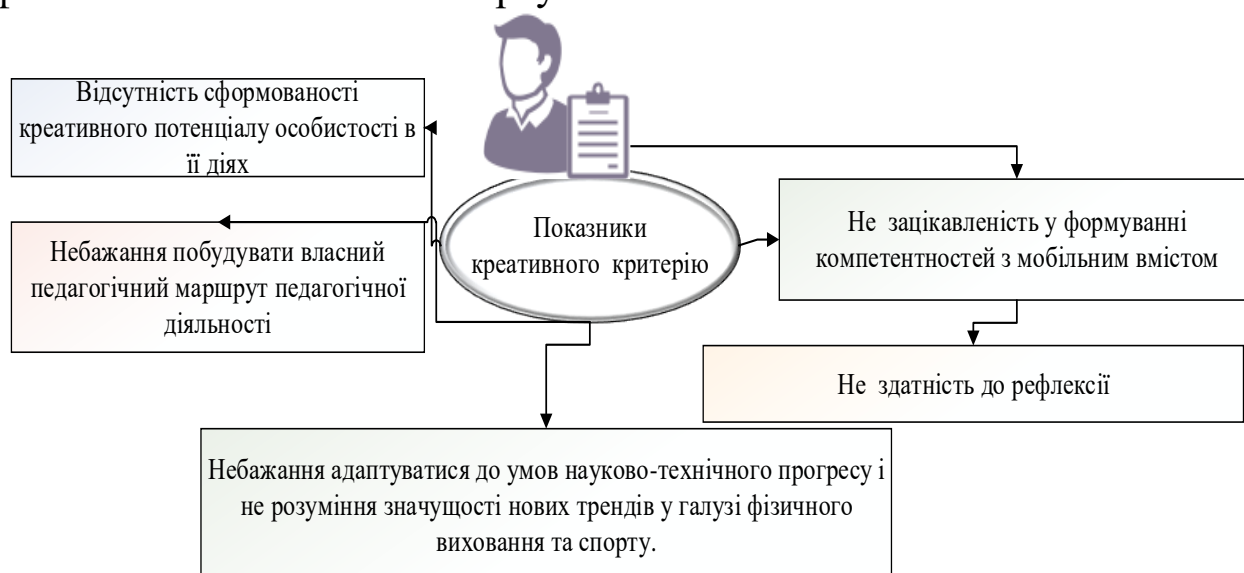 Відсутність сформованості
креативного потенціалу особистості в
її діях
Показники
креативного критерію
Не зацікавленість у формуванні
компетентностей з мобільним вмістом
Небажання побудувати власний
педагогічний маршрут педагогічної
діяльності
Не здатність до рефлексії
Небажання адаптуватися до умов науково-технічного прогресу і
не розуміння значущості нових трендів у галузі фізичного
виховання та спорту.